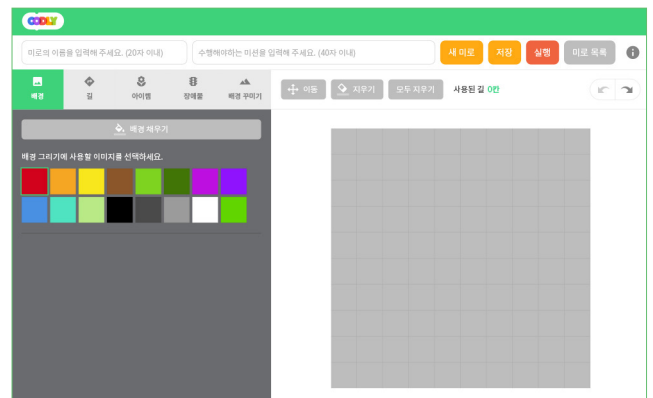 CODLY
미로의 이름을 입력해 주세요. (20자 이내)
수행해야하는 미션을 입력해 주세요. (40자 이내)
새 미로
저장
실행
미로 목록
배경
길
아이템
장애물
배경 꾸미기
이동
지우기
모두 지우기
사용된 길 0칸
배경 채우기
배경 그리기에 사용할 이미지를 선택하세요.